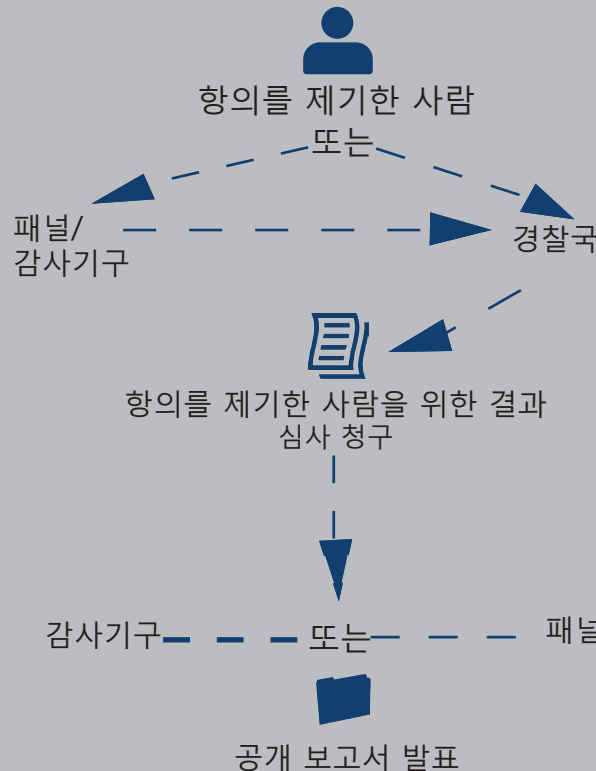 항의를 제기한 사람
또는
패널/
감사기구
경찰국
항의를 제기한 사람을 위한 결과
심사 청구
감사기구
또는
패널
공개 보고서 발표